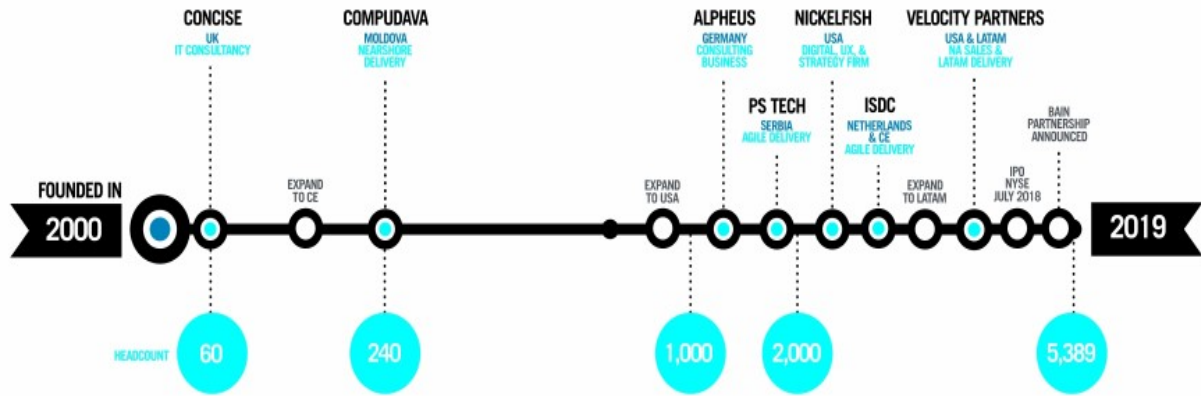 CONCISE
UK
IT CONSULTANCY
COMPUDAVA
MOLDOVA
NEARSHORE
DELIVERY
ALPHEUS
GERMANY
CONSULTING
BUSINESS
NICKELFISH
USA
DIGITAL, UX, &
STRATEGY FIRM
VELOCITY PARTNERS
USA & LATAM
NA SALES &
LATAM DELIVERY
PS TECH
SERBIA
AGILE DELIVERY
ISDC
NETHERLANDS
& CE
AGILE DELIVERY
BAIN
PARTNERSHIP
ANNOUNCED
FOUNDED IN
2000
EXPAND
TO CE
EXPAND
TO USA
EXPAND
TO LATAM
IPO
NYSE
JULY 2018
2019
HEADCOUNT
60
240
1,000
2,000
5,389